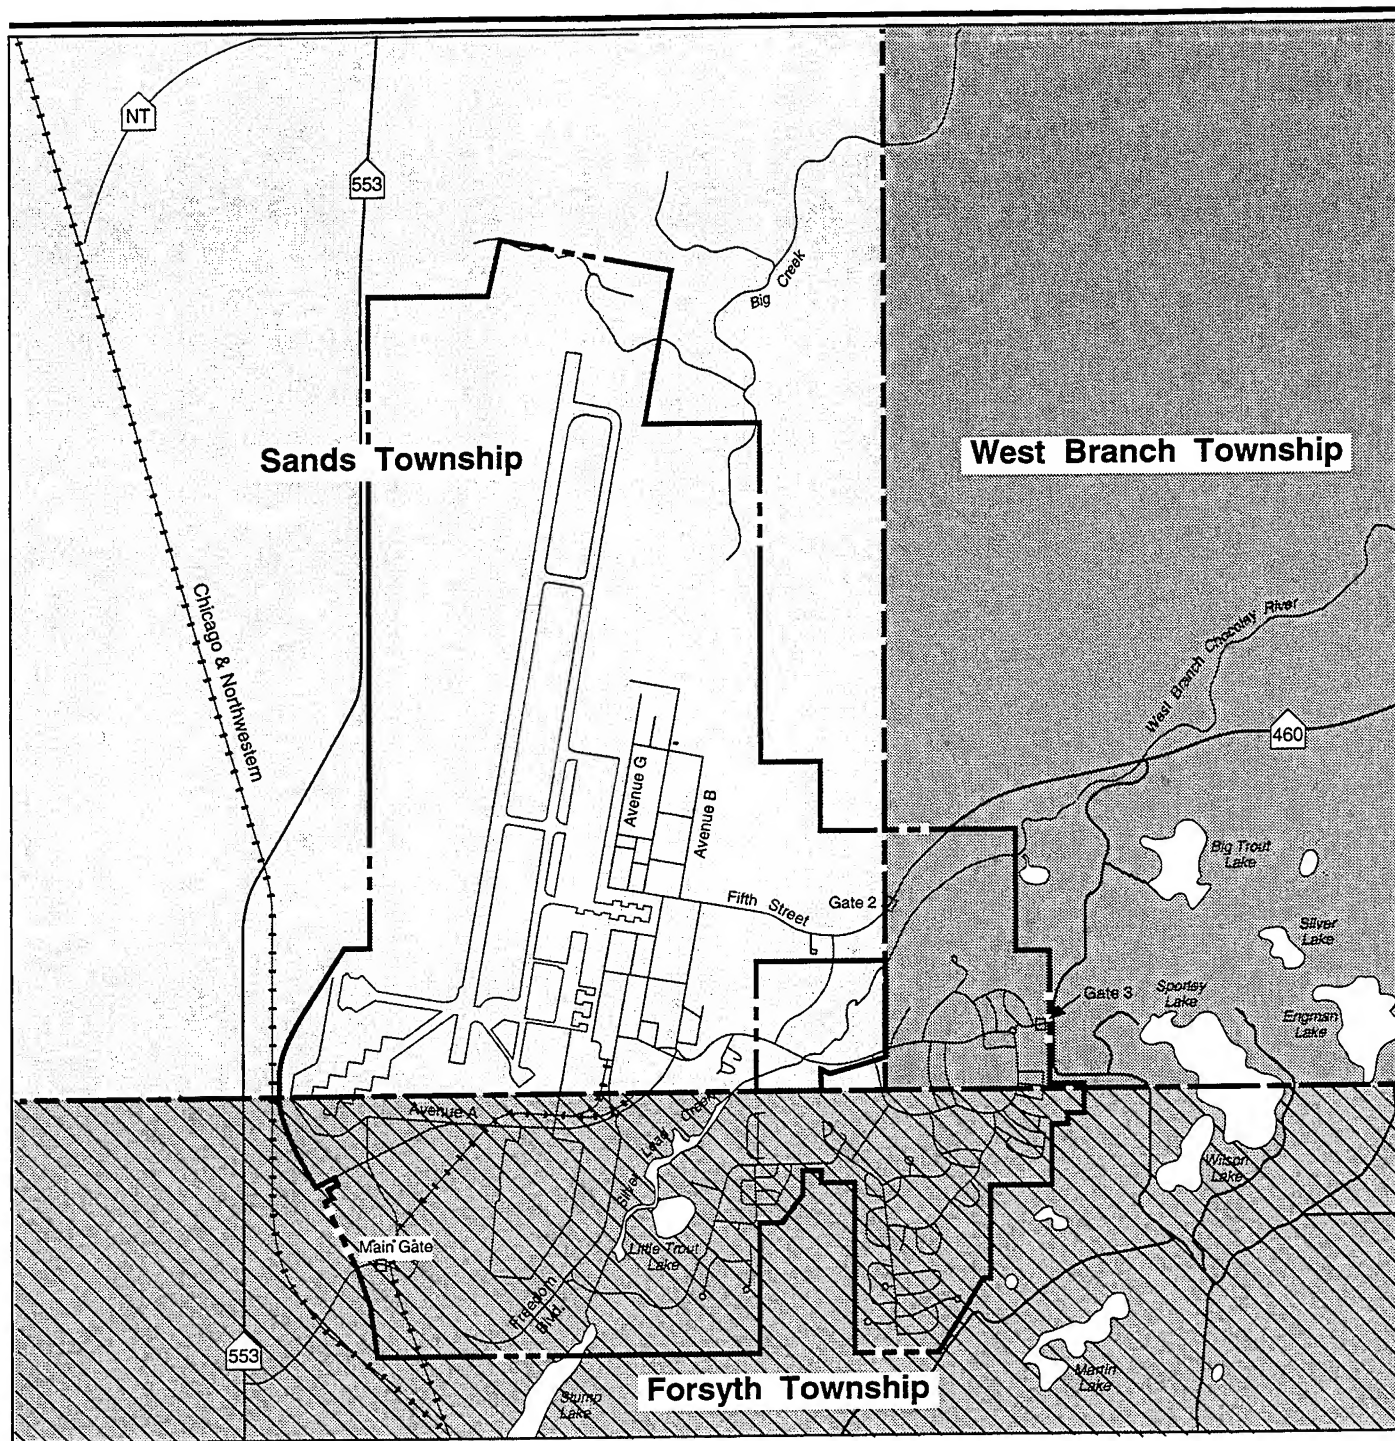 NT
553
Big Creek
Sands Township
West Branch Township
Chicago & Northwestern
West Branch Chocolay River
460
Avenue G
Avenue B
Big Trout
Lake
Fifth Street
Gate 2
Silver
Lake
Gate 3
Sporley
Lake
Engman
Lake
Avenue A
Silver Lead Creek
Wilson
Lake
Main Gate
Little Trout
Lake
Freedom
Blvd.
553
Martin
Lake
Forsyth Township
Stump
Lake